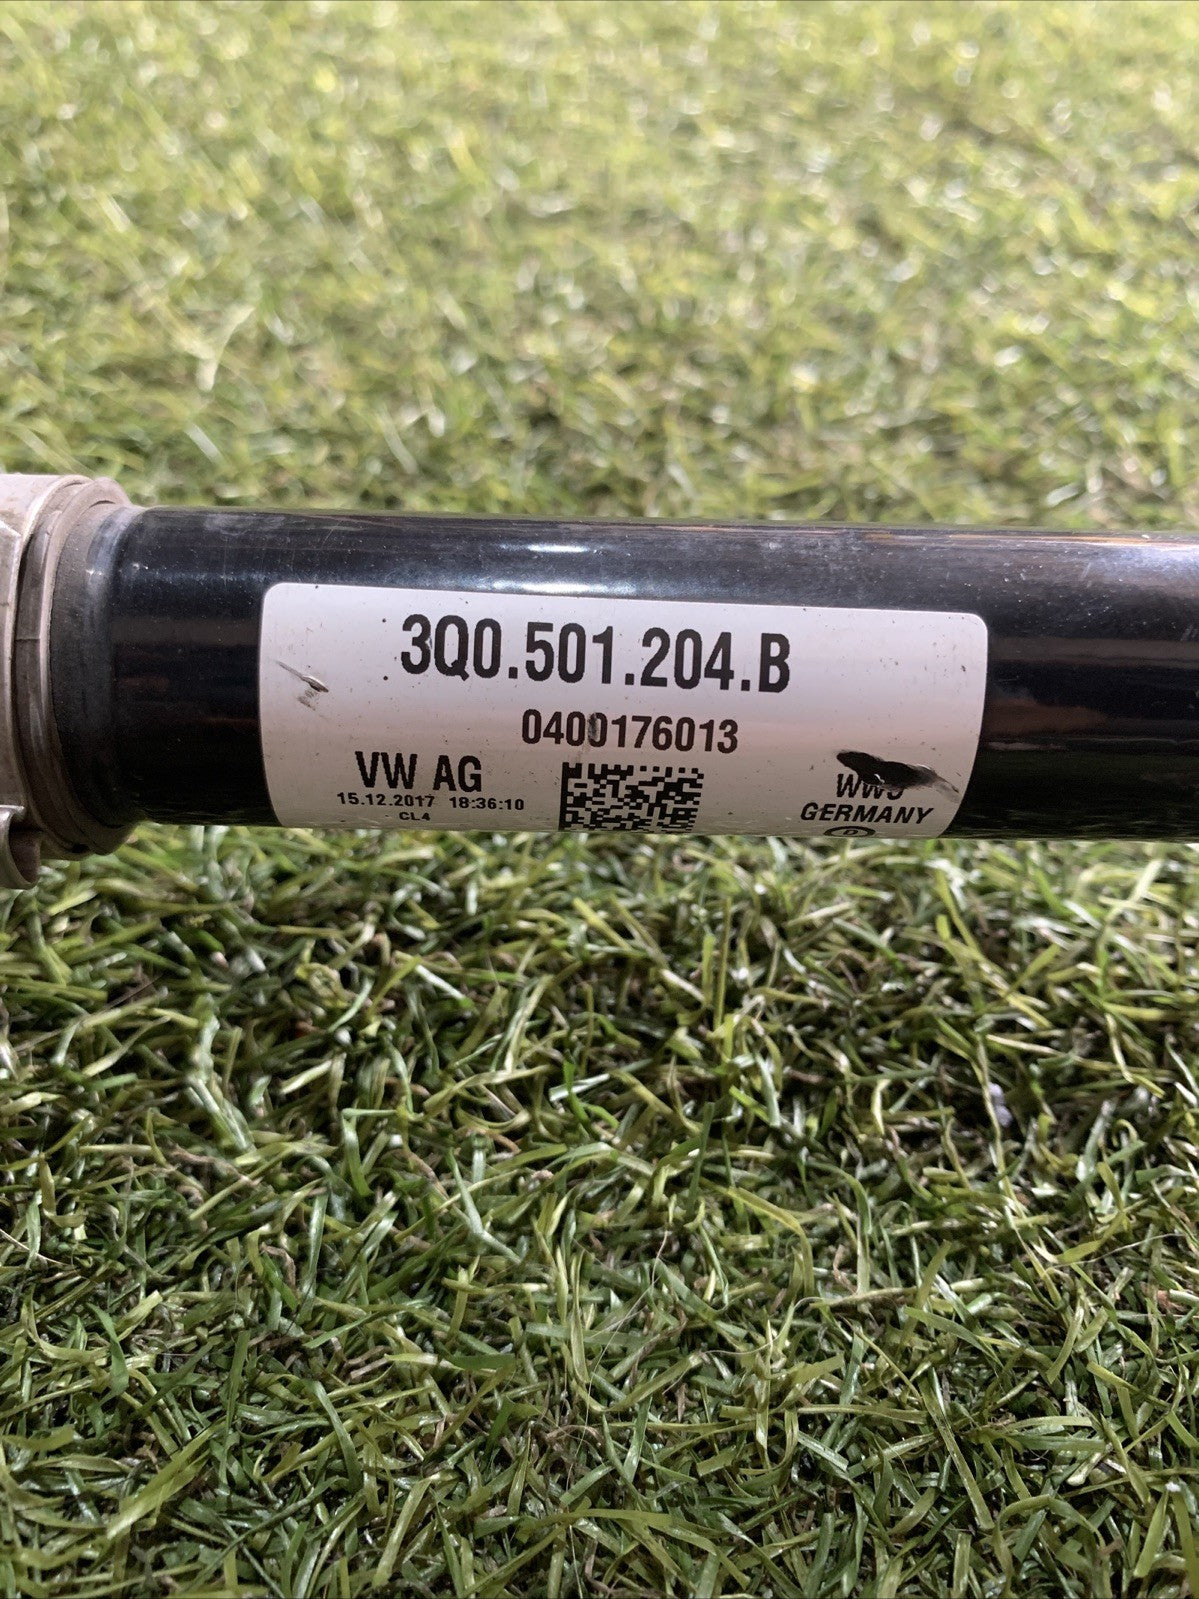 3Q0.501.204.B
0400176013
VW AG
15.12.2017 18:36:10
CL4
GERMANY
D